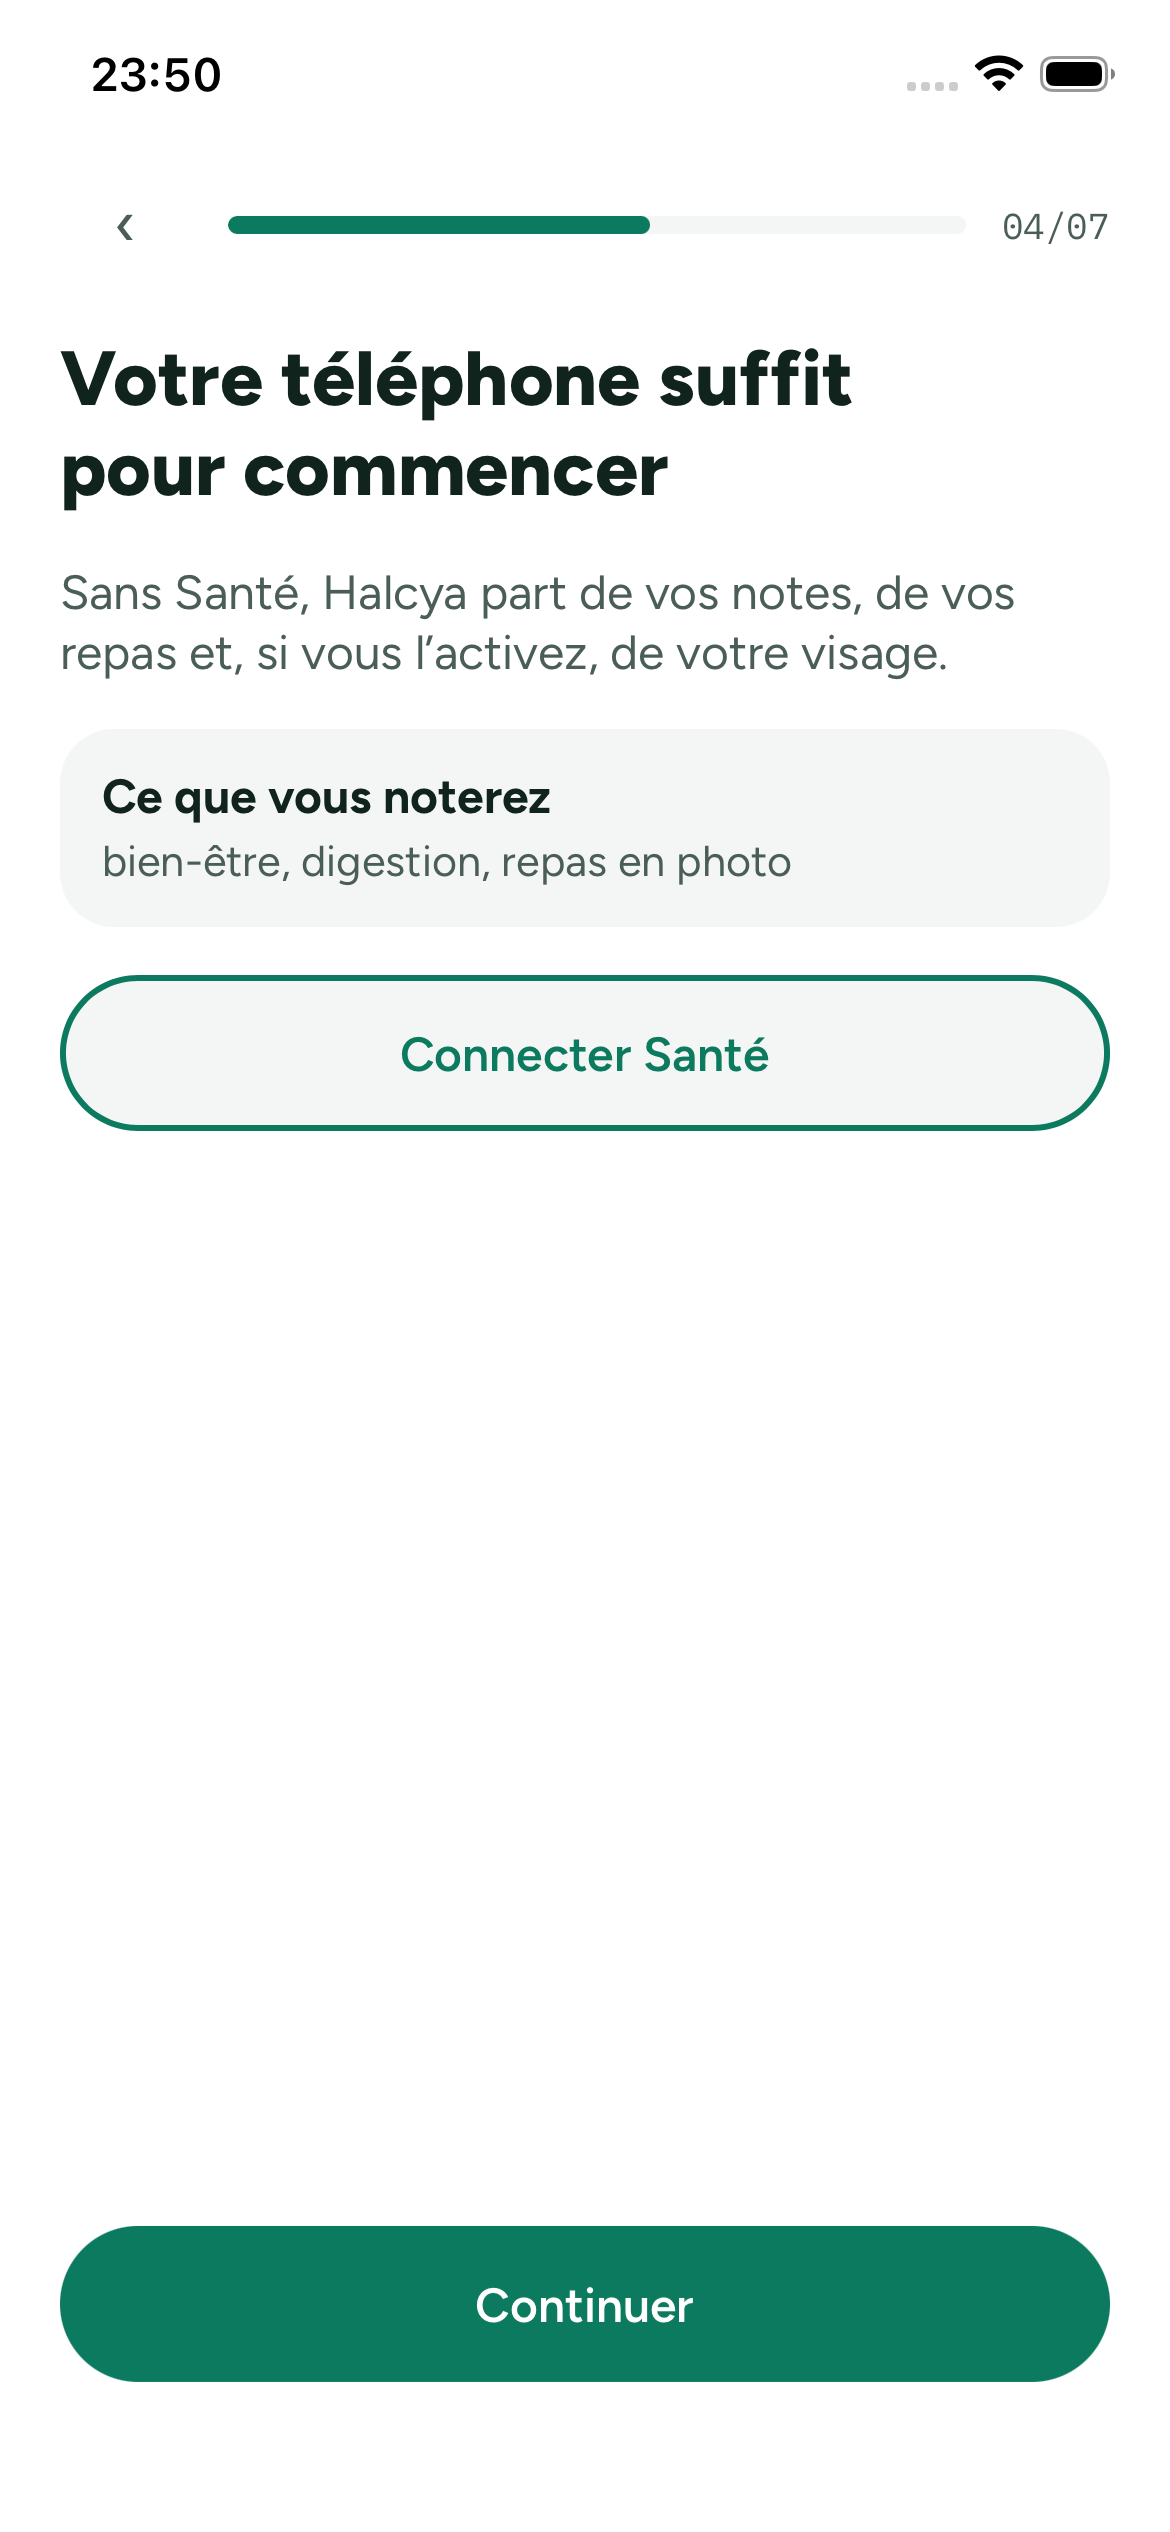 23:50
‹
04/07
Votre téléphone suffit
pour commencer
Sans Santé, Halcya part de vos notes, de vos
repas et, si vous l’activez, de votre visage.
Ce que vous noterez
bien-être, digestion, repas en photo
Connecter Santé
Continuer